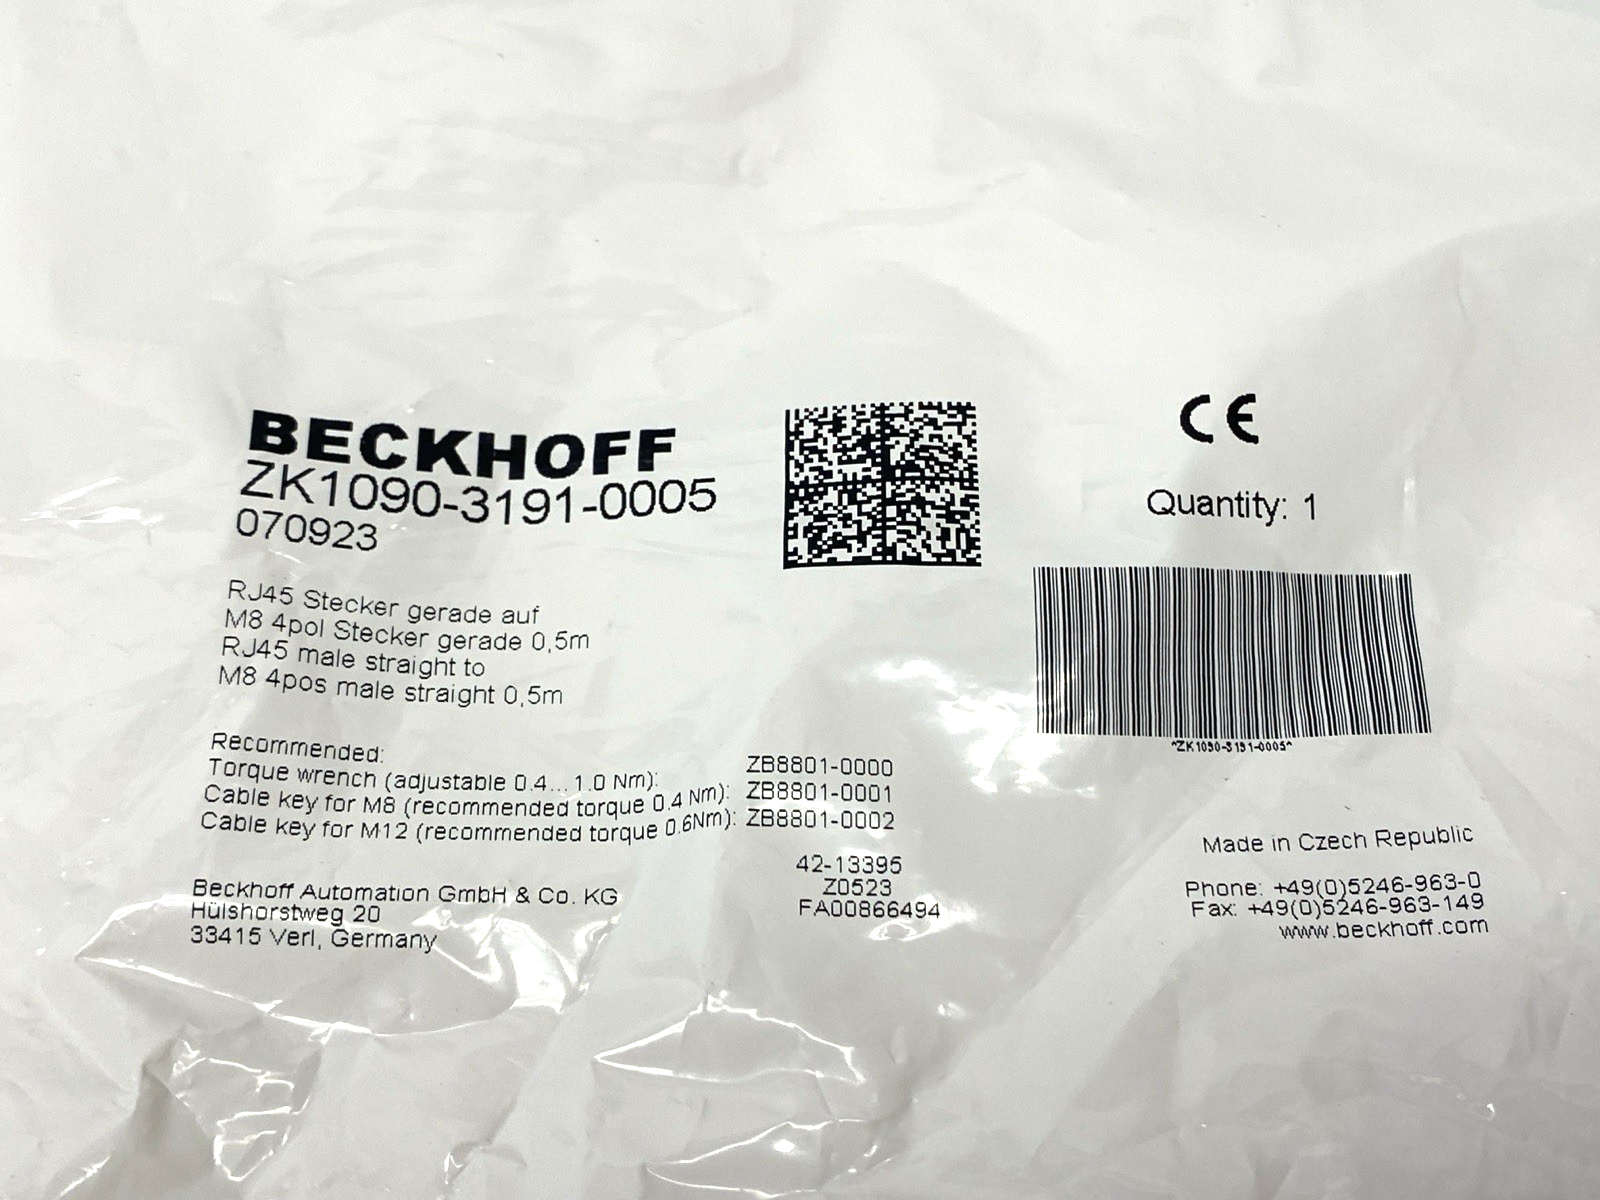 BECKHOFF
ZK1090-3191-0005
070923
RJ45 Stecker gerade auf
M8 4pol Stecker gerade 0,5m
RJ45 male straight to
M8 4pos male straight 0,5m
Recommended:
Torque wrench (adjustable 0.4...1.0 Nm): ZB8801-0000
Cable key for M8 (recommended torque 0.4 Nm): ZB8801-0001
Cable key for M12 (recommended torque 0.6Nm): ZB8801-0002
42-13395
Z0523
FA00866494
Beckhoff Automation GmbH & Co. KG
Hülshorstweg 20
33415 Verl, Germany
CE
Quantity: 1
*ZK1090-3191-0005*
Made in Czech Republic
Phone: +49(0)5246-963-0
Fax: +49(0)5246-963-149
www.beckhoff.com